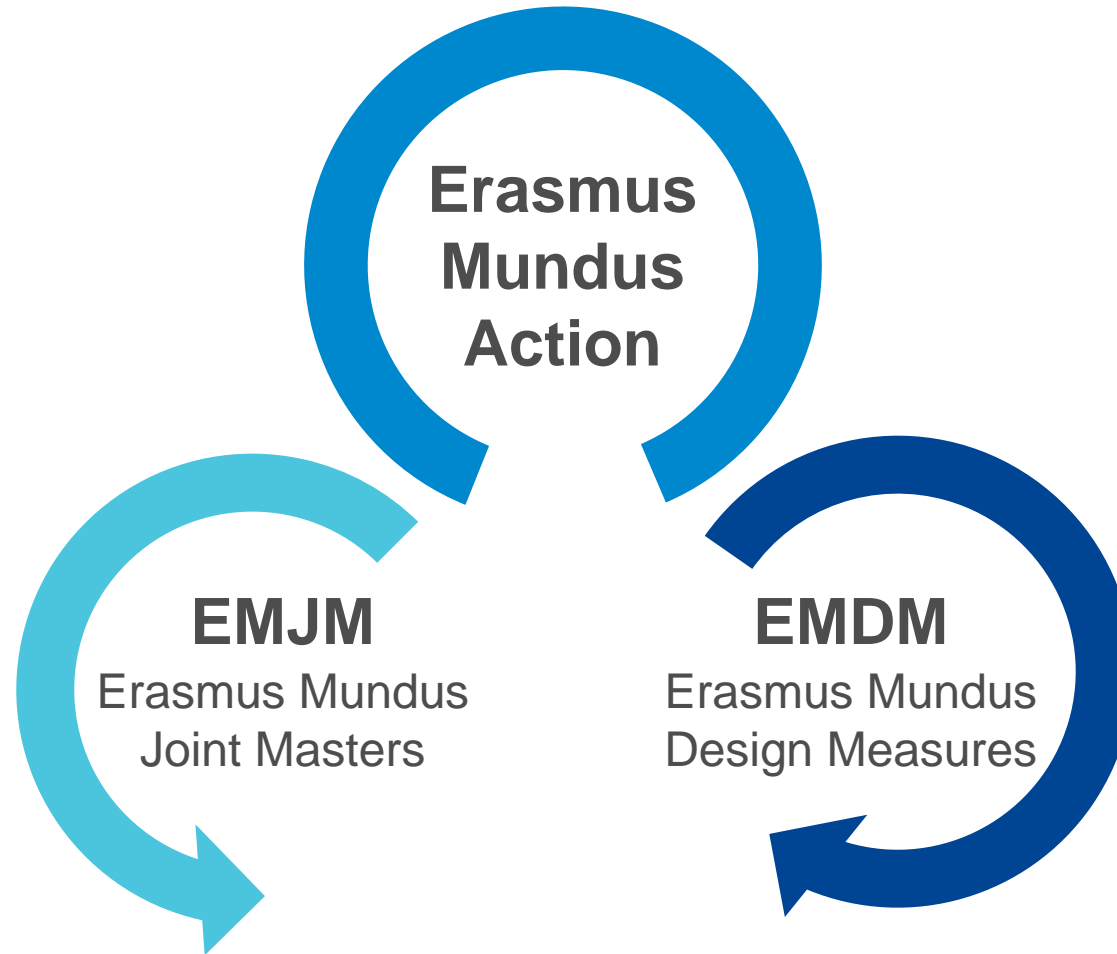 Erasmus
Mundus
Action
EMJM
Erasmus Mundus
Joint Masters
EMDM
Erasmus Mundus
Design Measures